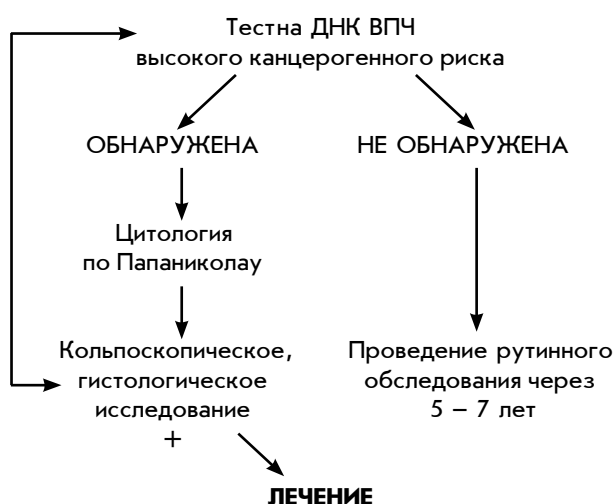 Тестна ДНК ВПЧ
высокого канцерогенного риска
ОБНАРУЖЕНА
НЕ ОБНАРУЖЕНА
Цитология
по Папаниколау
Кольпоскопическое,
гистологическое
исследование
+
Проведение рутинного
обследования через
5 – 7 лет
ЛЕЧЕНИЕ